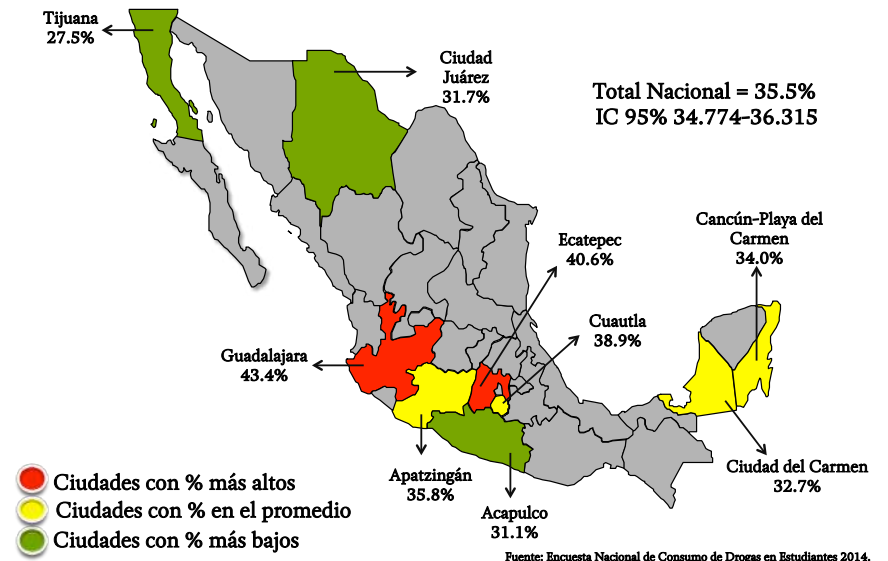 Tijuana
27.5%
Ciudad
Juárez
31.7%
Total Nacional = 35.5%
IC 95% 34.774-36.315
Cancún-Playa del
Carmen
34.0%
Ecatepec
40.6%
Cuautla
38.9%
Guadalajara
43.4%
Apatzingán
35.8%
Acapulco
31.1%
Ciudad del Carmen
32.7%
Ciudades con % más altos
Ciudades con % en el promedio
Ciudades con % más bajos
Fuente: Encuesta Nacional de Consumo de Drogas en Estudiantes 2014.